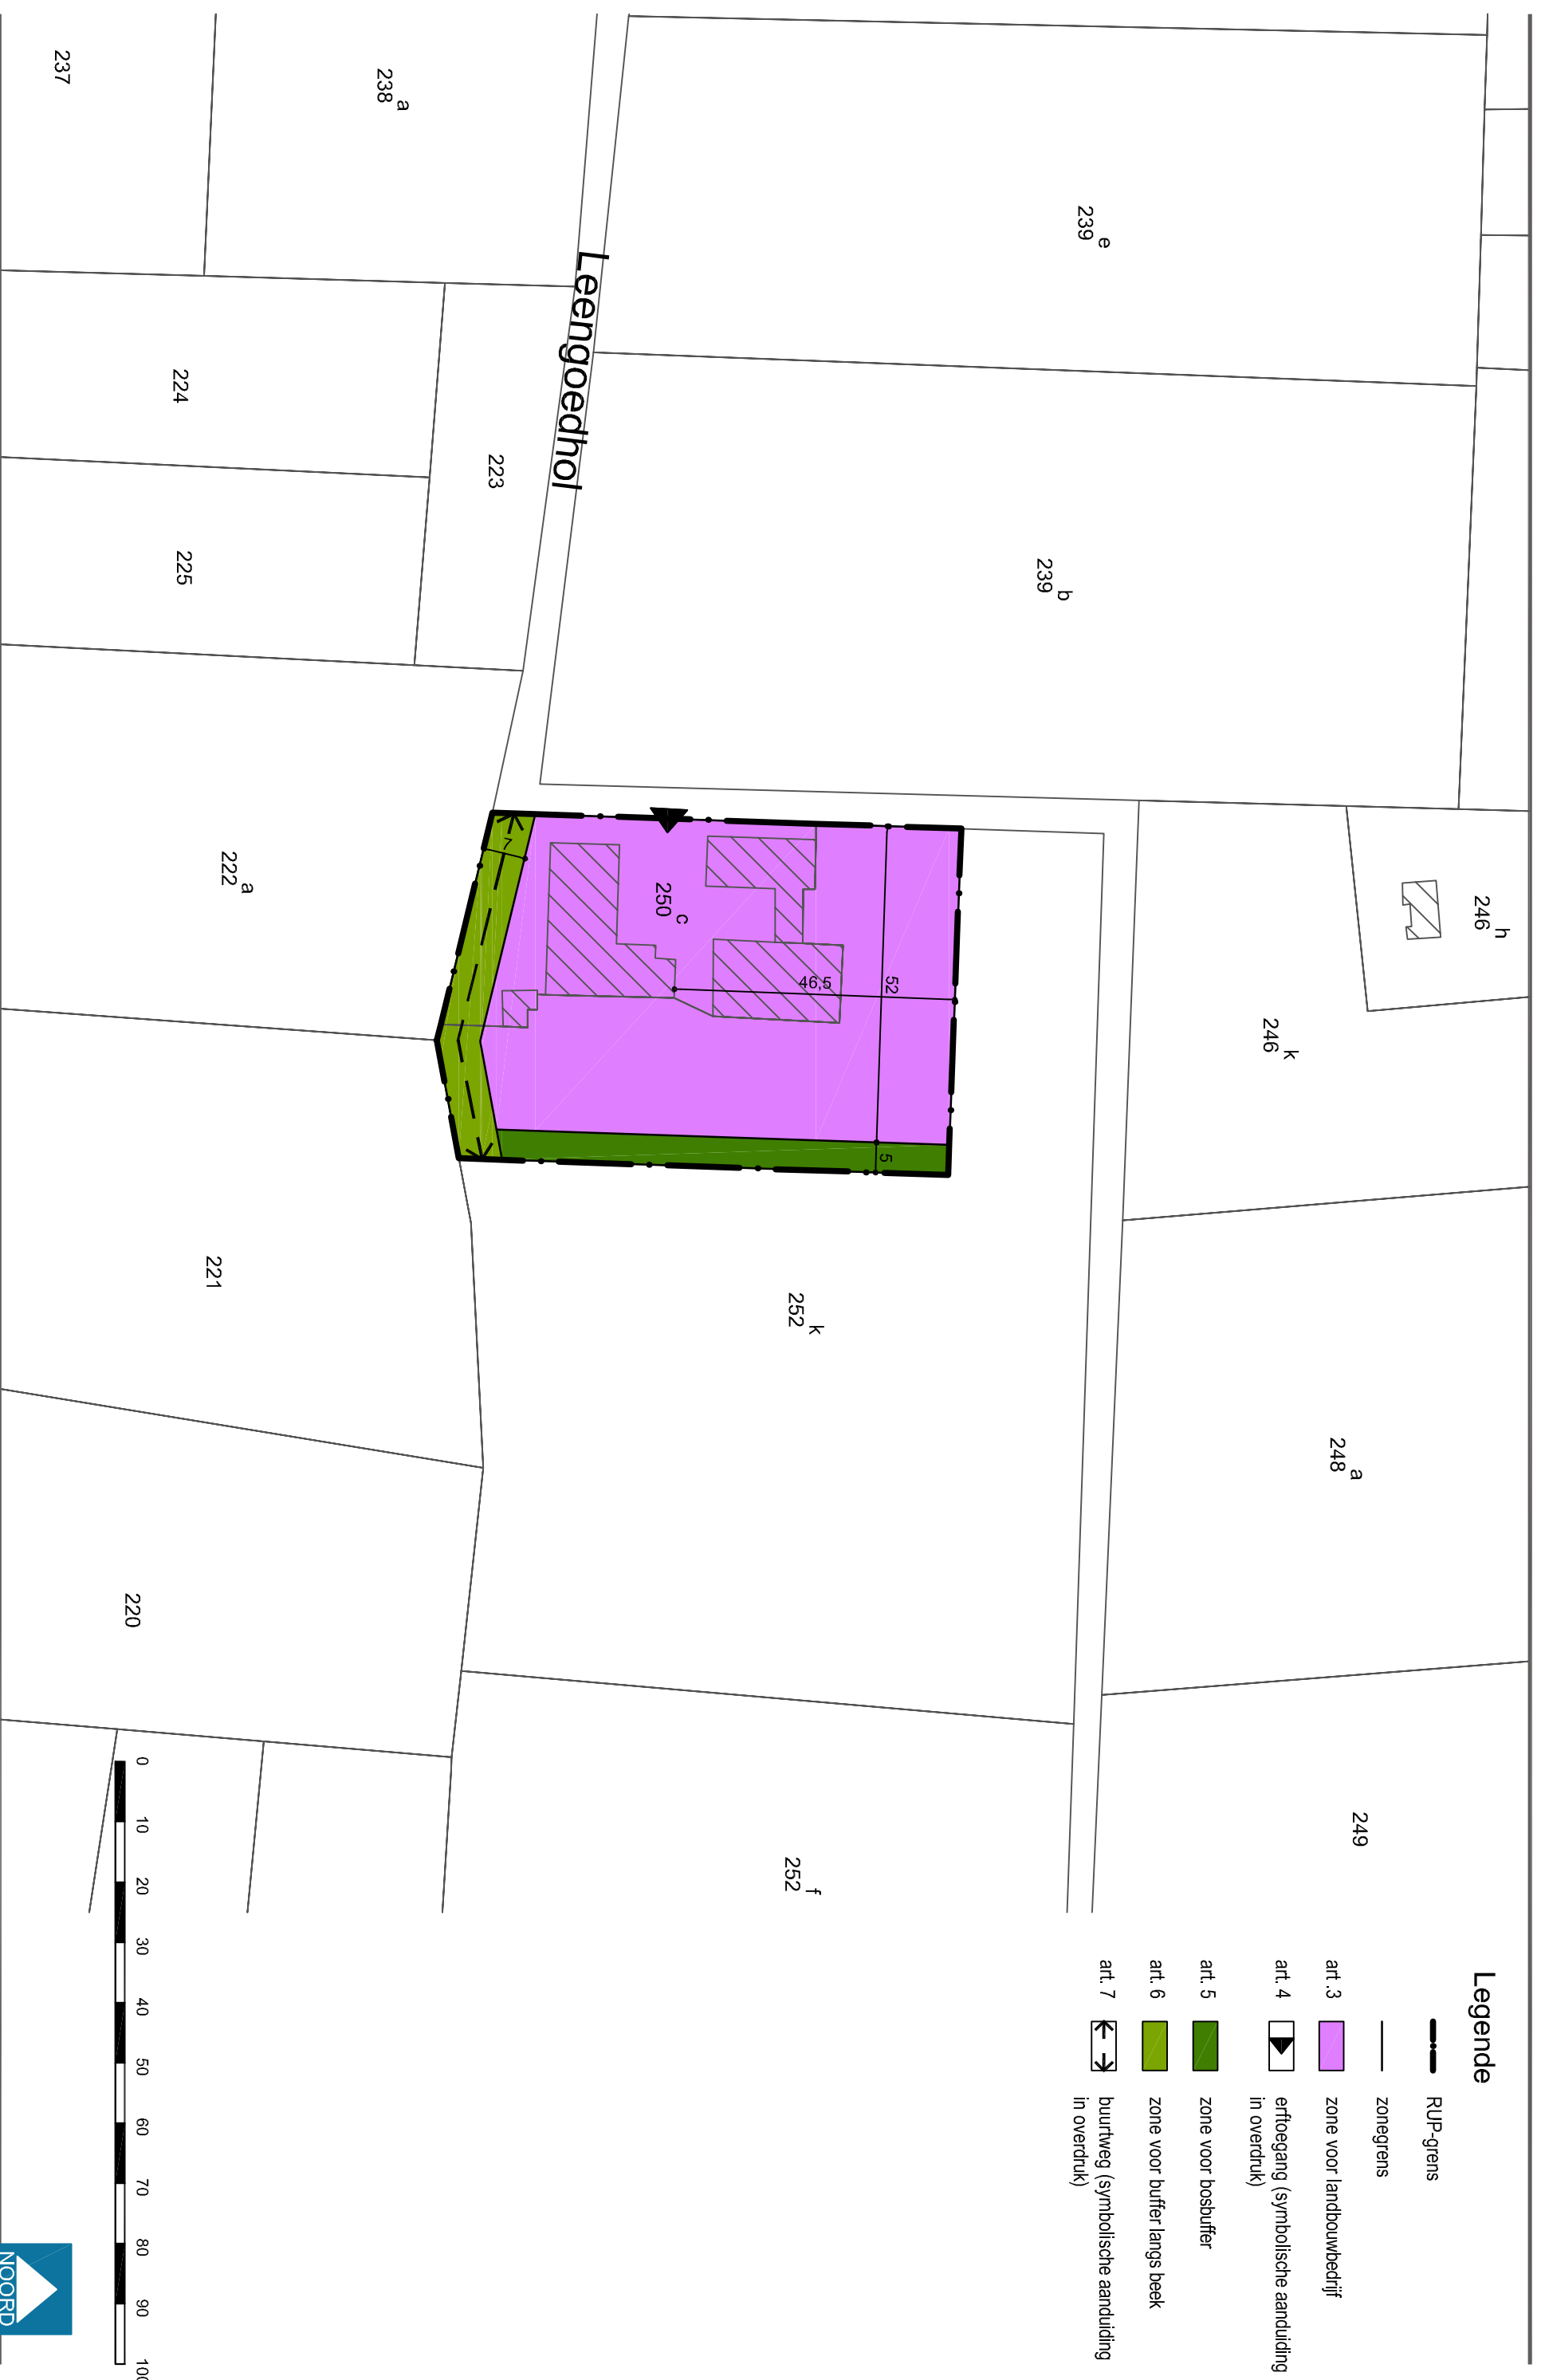 246 h
239 e
239 b
246 k
248 a
249
238 a
237
Leengoedhol
223
224
225
250 c
52
46,5
7
5
222 a
252 k
221
252 f
220
0 10 20 30 40 50 60 70 80 90 100
Legende
RUP-grens
zonegrens
art .3 zone voor landbouwbedrijf
art. 4 erftoegang (symbolische aanduiding
in overdruk)
art. 5 zone voor bosbuffer
art. 6 zone voor buffer langs beek
art. 7 buurtweg (symbolische aanduiding
in overdruk)
NOORD